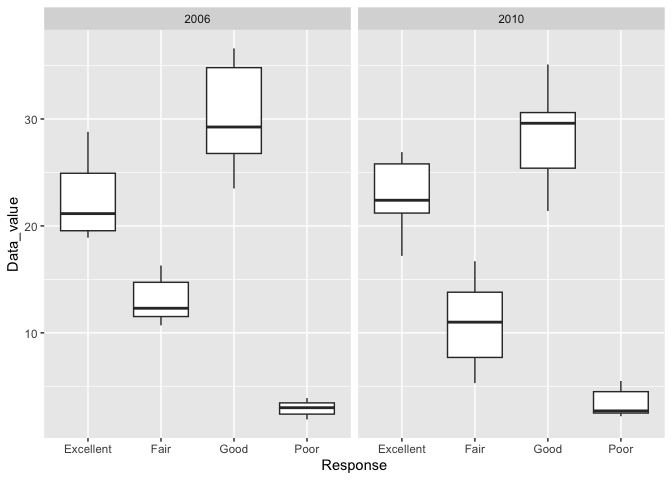 2006 2010
Data_value
30
20
10
Excellent Fair Good Poor Excellent Fair Good Poor
Response